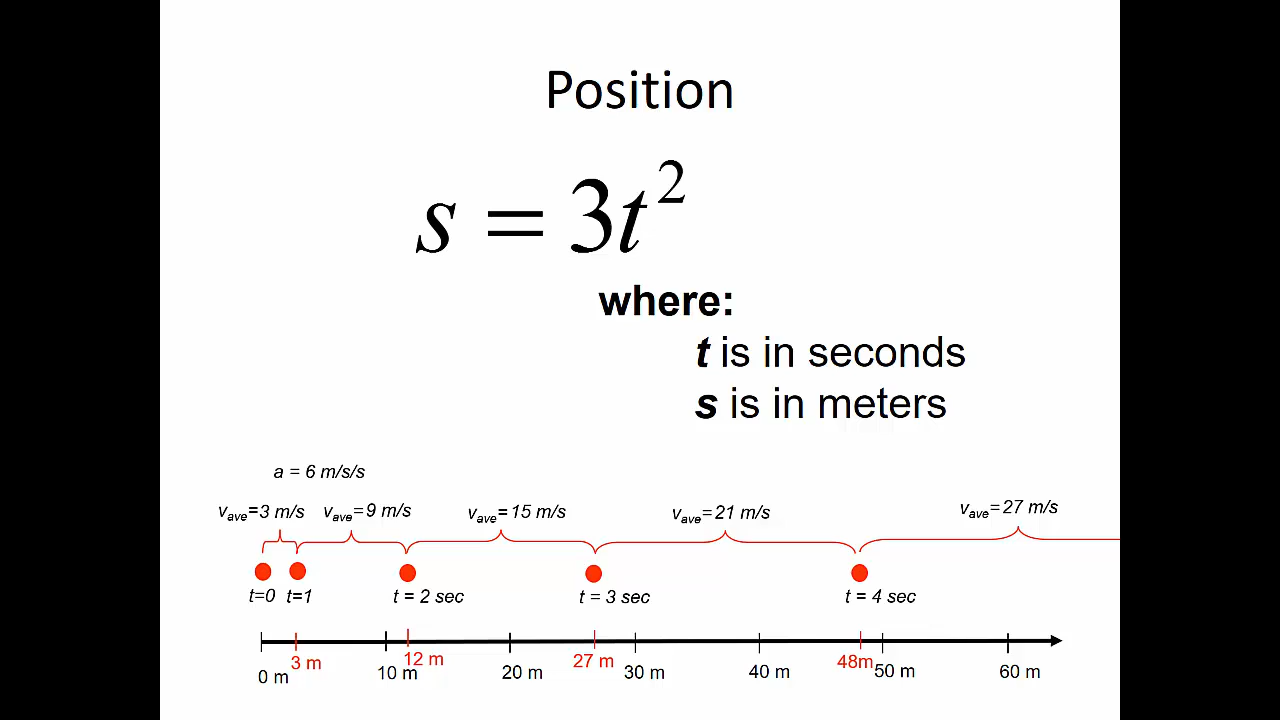 Position
s = 3t²
where:
t is in seconds
s is in meters
a = 6 m/s/s
vave=3 m/s vave=9 m/s vave=15 m/s vave=21 m/s vave=27 m/s
t=0 t=1 t = 2 sec t = 3 sec t = 4 sec
3 m 12 m 27 m 48m
0 m 10 m 20 m 30 m 40 m 50 m 60 m